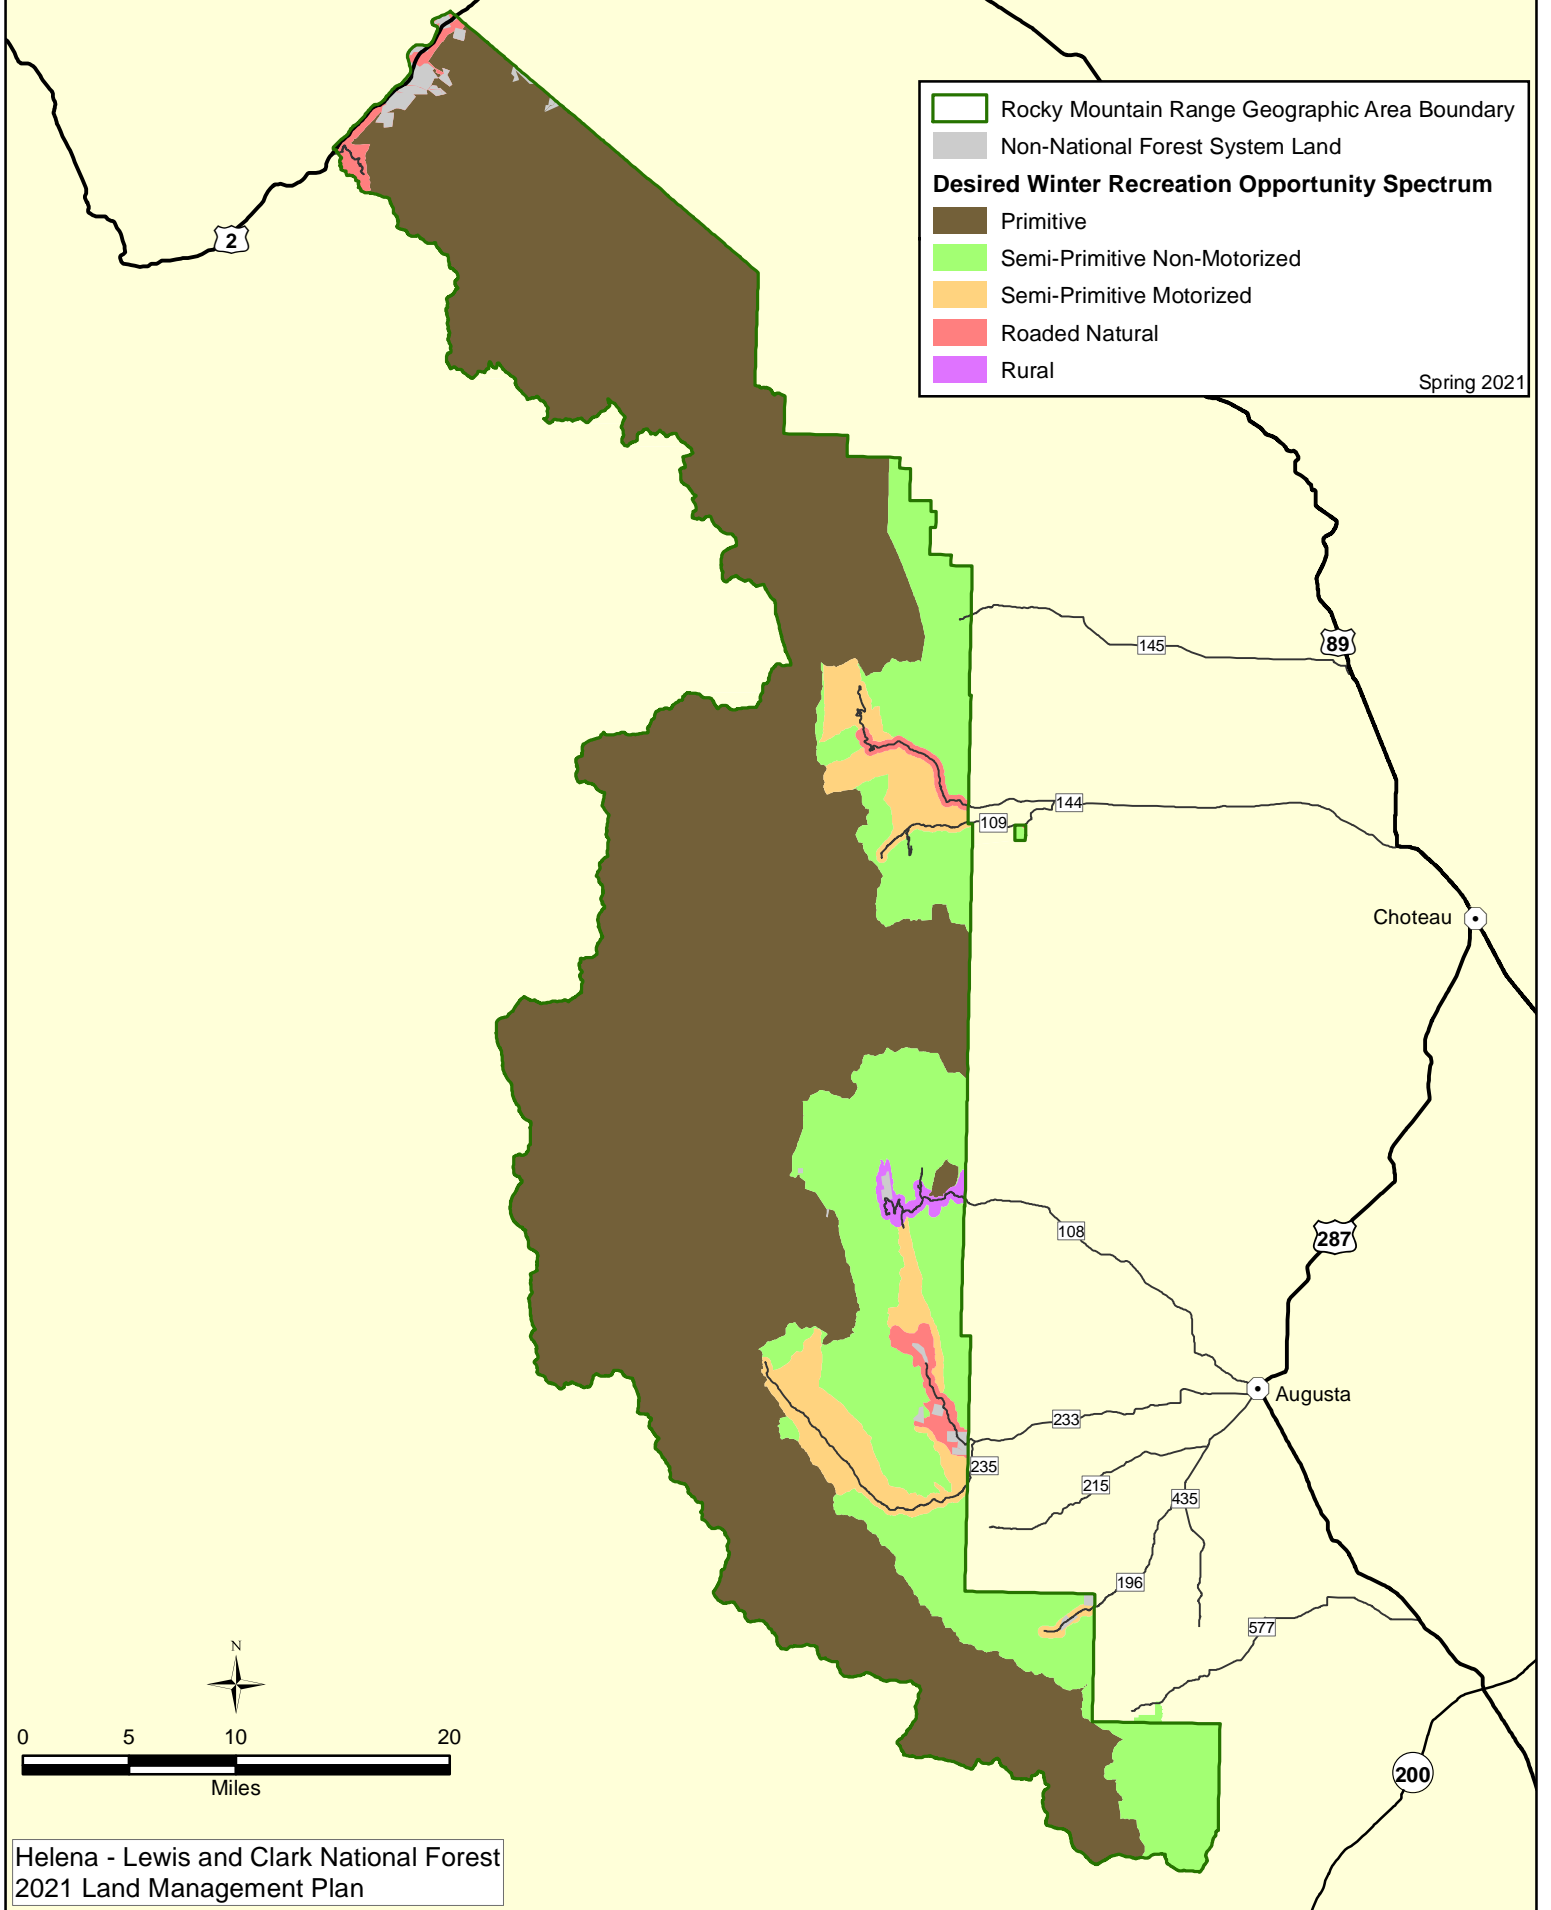 Rocky Mountain Range Geographic Area Boundary
Non-National Forest System Land
Desired Winter Recreation Opportunity Spectrum
Primitive
Semi-Primitive Non-Motorized
Semi-Primitive Motorized
Roaded Natural
Rural
Spring 2021
2
89
145
144
109
Choteau
108
287
Augusta
233
235
215
435
196
577
200
N
0 5 10 20
Miles
Helena - Lewis and Clark National Forest
2021 Land Management Plan